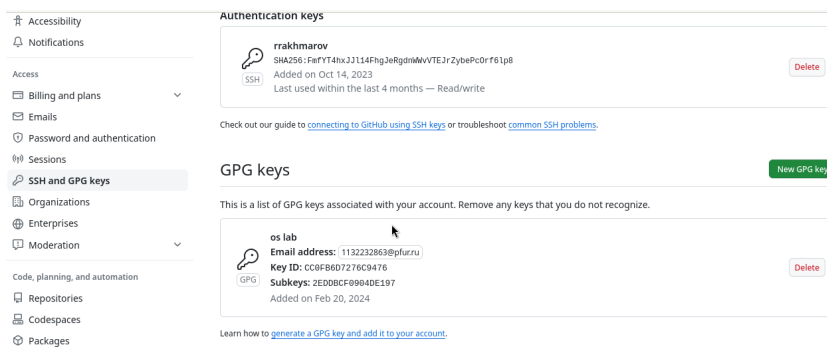 Accessibility
Notifications
Access
Billing and plans
Emails
Password and authentication
Sessions
SSH and GPG keys
Organizations
Enterprises
Moderation
Code, planning, and automation
Repositories
Codespaces
Packages
Authentication keys
rrakhmarov
SHA256:FmfYT4hxJJl14FhgJeRgdnWWvVTEJrZybePcOrf6lp8
SSH
Added on Oct 14, 2023
Last used within the last 4 months — Read/write
Delete
Check out our guide to connecting to GitHub using SSH keys or troubleshoot common SSH problems.
GPG keys
New GPG key
This is a list of GPG keys associated with your account. Remove any keys that you do not recognize.
os lab
Email address: 1132232863@pfur.ru
Key ID: CC0FB6D7276C9476
GPG
Subkeys: 2EDDBCF0904DE197
Added on Feb 20, 2024
Delete
Learn how to generate a GPG key and add it to your account.